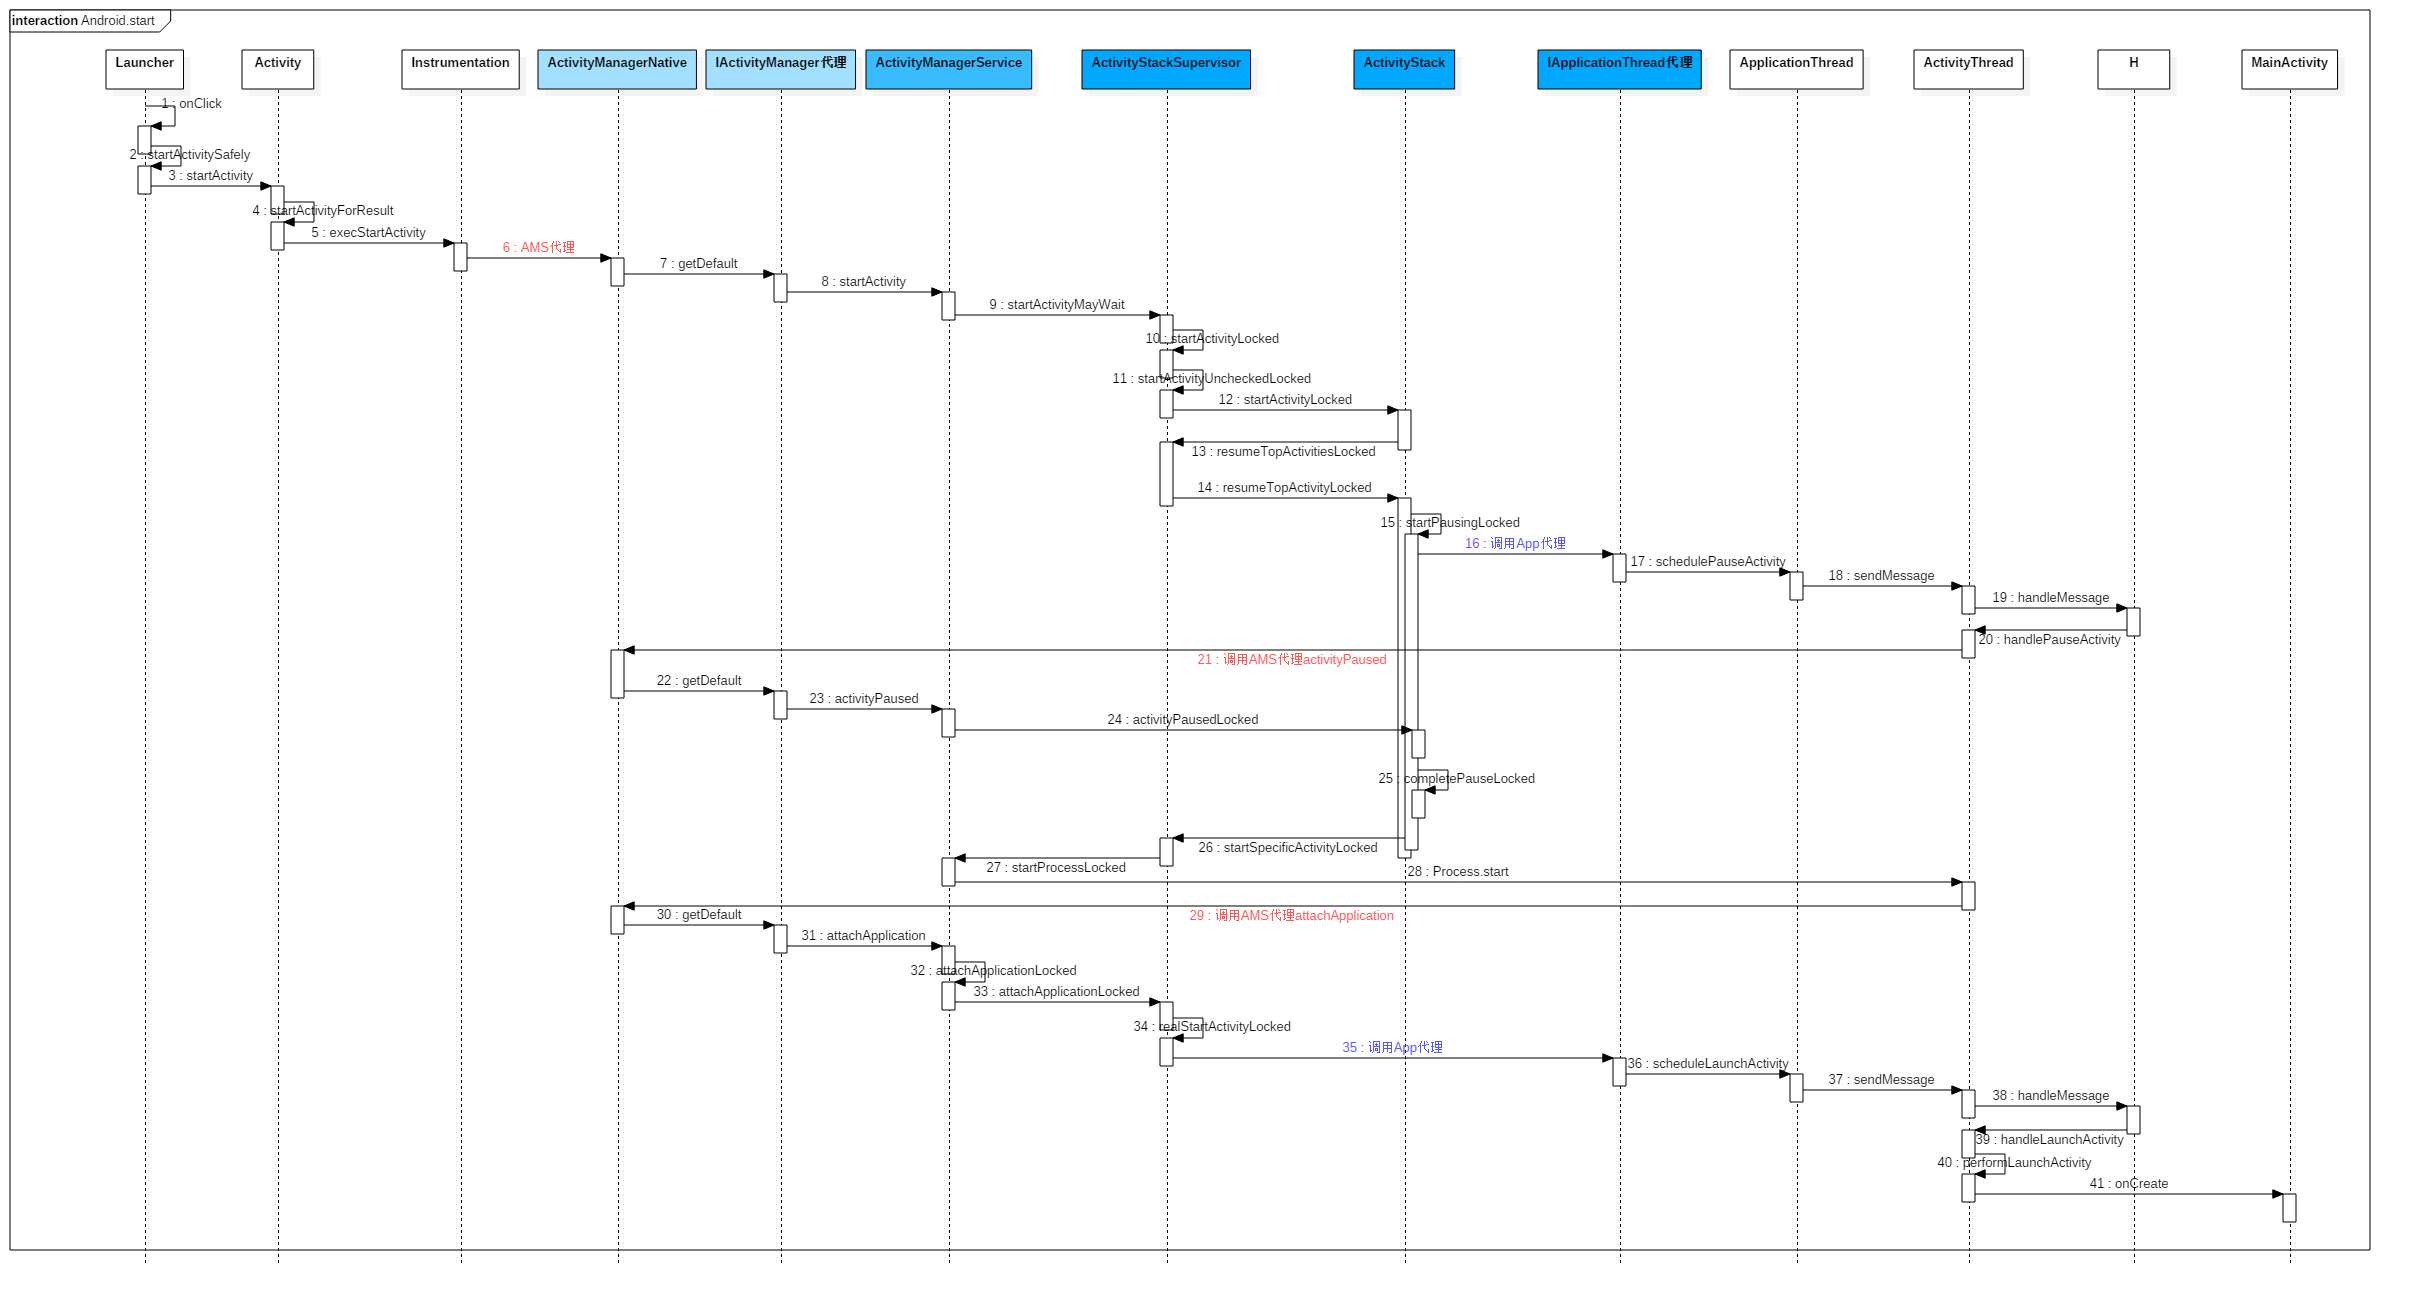 interaction Android.start
Launcher
Activity
Instrumentation
ActivityManagerNative
IActivityManager代理
ActivityManagerService
ActivityStackSupervisor
ActivityStack
IApplicationThread代理
ApplicationThread
ActivityThread
H
MainActivity
1 : onClick
2 : startActivitySafely
3 : startActivity
4 : startActivityForResult
5 : execStartActivity
6 : AMS代理
7 : getDefault
8 : startActivity
9 : startActivityMayWait
10 : startActivityLocked
11 : startActivityUncheckedLocked
12 : startActivityLocked
13 : resumeTopActivitiesLocked
14 : resumeTopActivityLocked
15 : startPausingLocked
16 : 调用App代理
17 : schedulePauseActivity
18 : sendMessage
19 : handleMessage
20 : handlePauseActivity
21 : 调用AMS代理activityPaused
22 : getDefault
23 : activityPaused
24 : activityPausedLocked
25 : completePauseLocked
26 : startSpecificActivityLocked
27 : startProcessLocked
28 : Process.start
29 : 调用AMS代理attachApplication
30 : getDefault
31 : attachApplication
32 : attachApplicationLocked
33 : attachApplicationLocked
34 : realStartActivityLocked
35 : 调用App代理
36 : scheduleLaunchActivity
37 : sendMessage
38 : handleMessage
39 : handleLaunchActivity
40 : performLaunchActivity
41 : onCreate